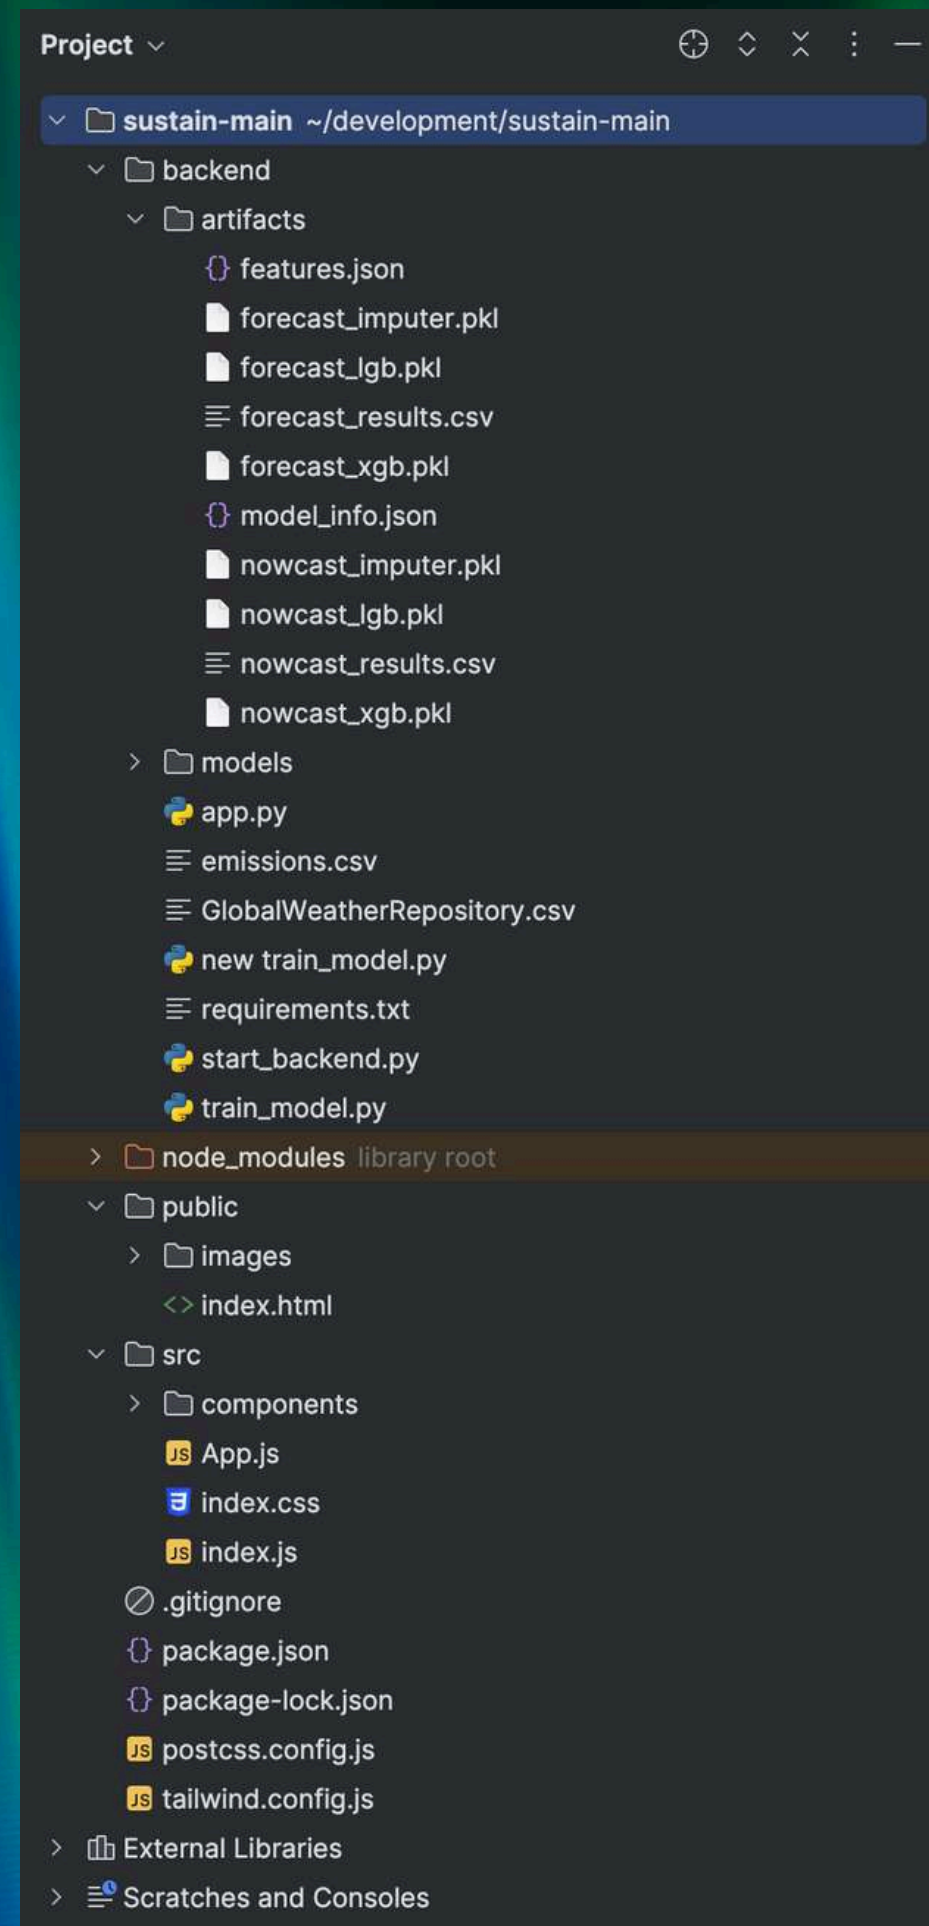 Project
sustain-main ~/development/sustain-main
backend
artifacts
features.json
forecast_imputer.pkl
forecast_lgb.pkl
forecast_results.csv
forecast_xgb.pkl
model_info.json
nowcast_imputer.pkl
nowcast_lgb.pkl
nowcast_results.csv
nowcast_xgb.pkl
models
app.py
emissions.csv
GlobalWeatherRepository.csv
new train_model.py
requirements.txt
start_backend.py
train_model.py
node_modules library root
public
images
index.html
src
components
JS App.js
index.css
JS index.js
.gitignore
package.json
package-lock.json
JS postcss.config.js
JS tailwind.config.js
External Libraries
Scratches and Consoles